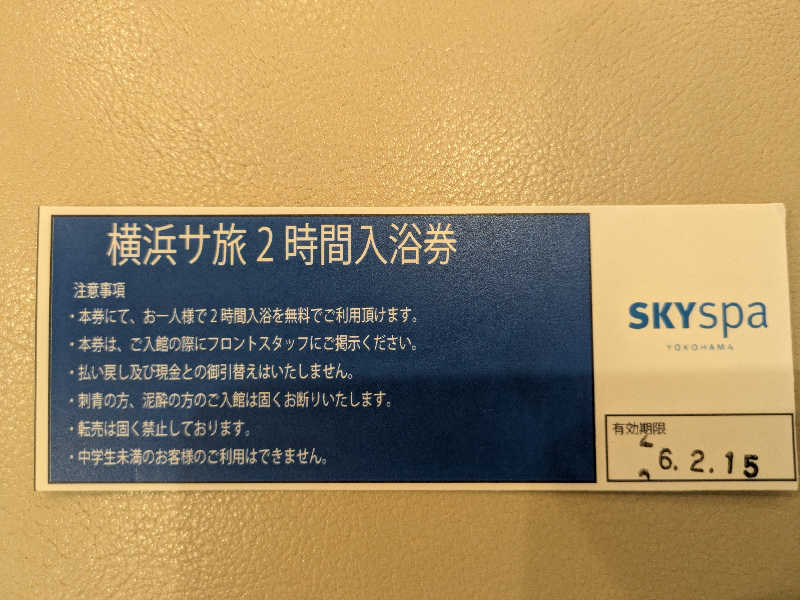 横浜サ旅2時間入浴券
注意事項
・本券にて、お一人様で2時間入浴を無料でご利用頂けます。
・本券は、ご入館の際にフロントスタッフにご掲示ください。
・払い戻し及び現金との御引替えはいたしません。
・刺青の方、泥酔の方のご入館は固くお断りいたします。
・転売は固く禁止しております。
・中学生未満のお客様のご利用はできません。
SKYspa
YOKOHAMA
有効期限
6.2.15